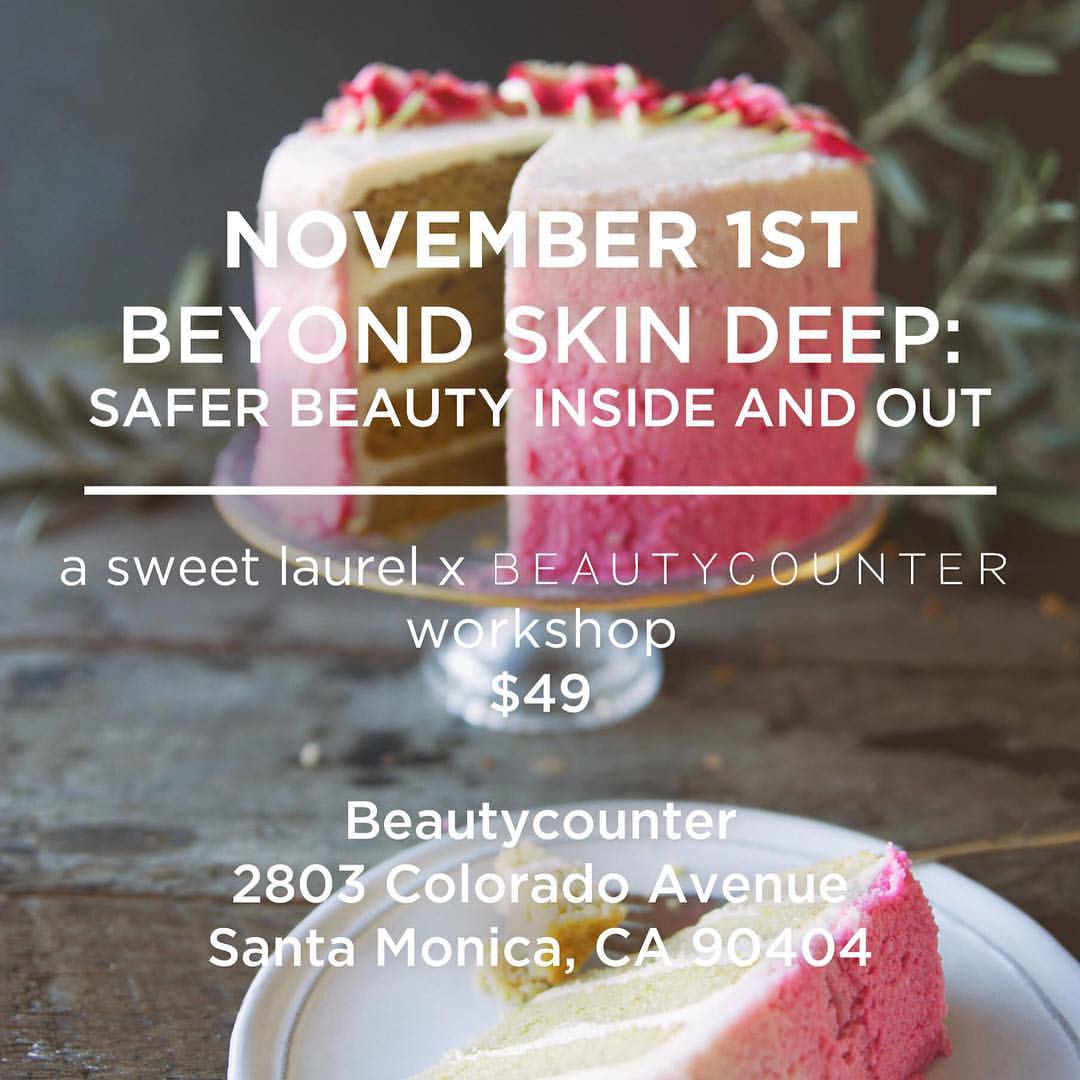 NOVEMBER 1ST
BEYOND SKIN DEEP:
SAFER BEAUTY INSIDE AND OUT
a sweet laurel x BEAUTYCOUNTER
workshop
$49
Beautycounter
2803 Colorado Avenue
Santa Monica, CA 90404